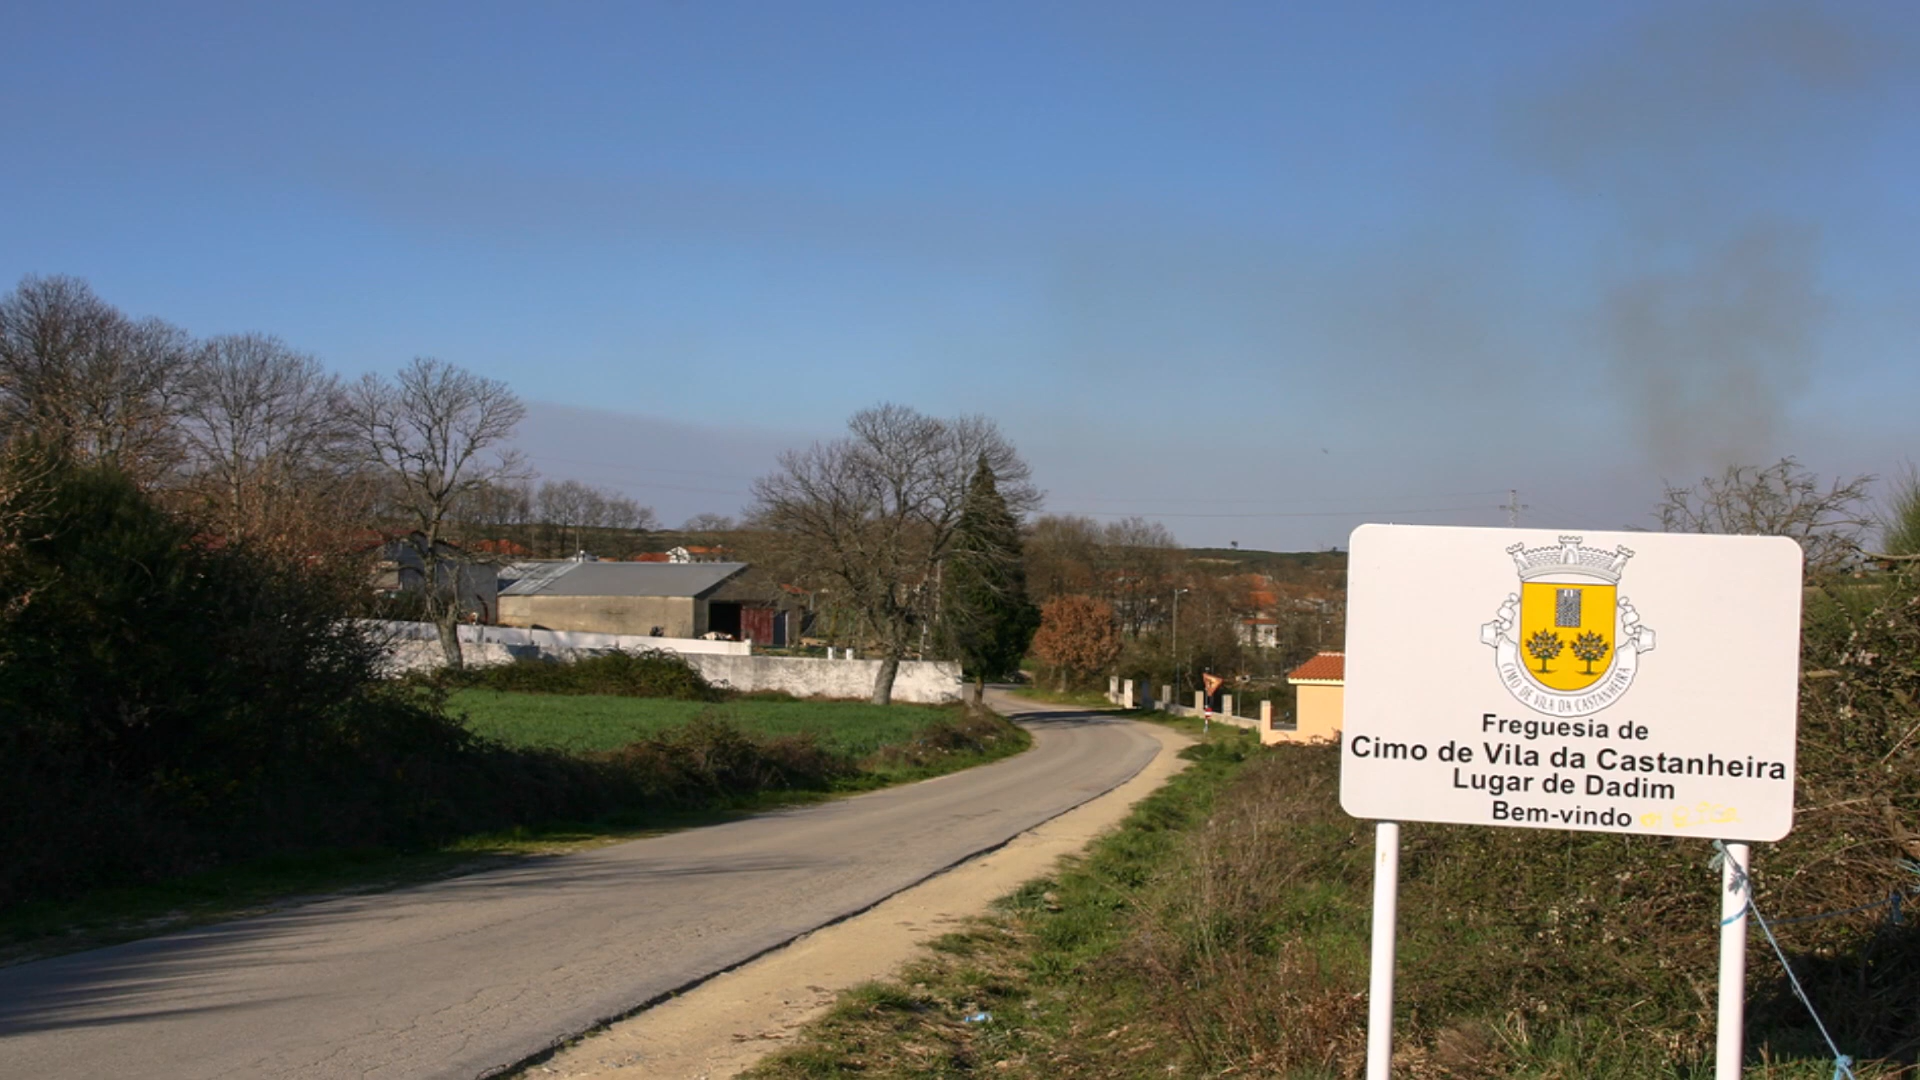 CIMO DE VILA DA CASTANHEIRA
Freguesia de
Cimo de Vila da Castanheira
Lugar de Dadim
Bem-vindo